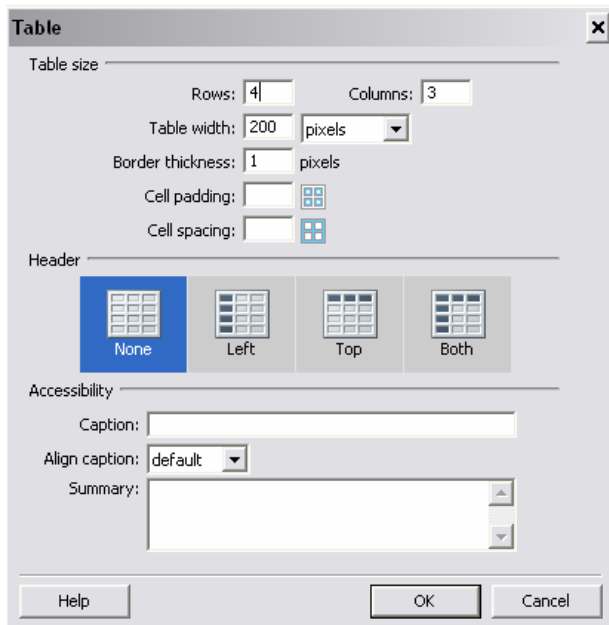 Table
Table size
Rows: 4 Columns: 3
Table width: 200 pixels
Border thickness: 1 pixels
Cell padding:
Cell spacing:
Header
None Left Top Both
Accessibility
Caption:
Align caption: default
Summary:
Help OK Cancel